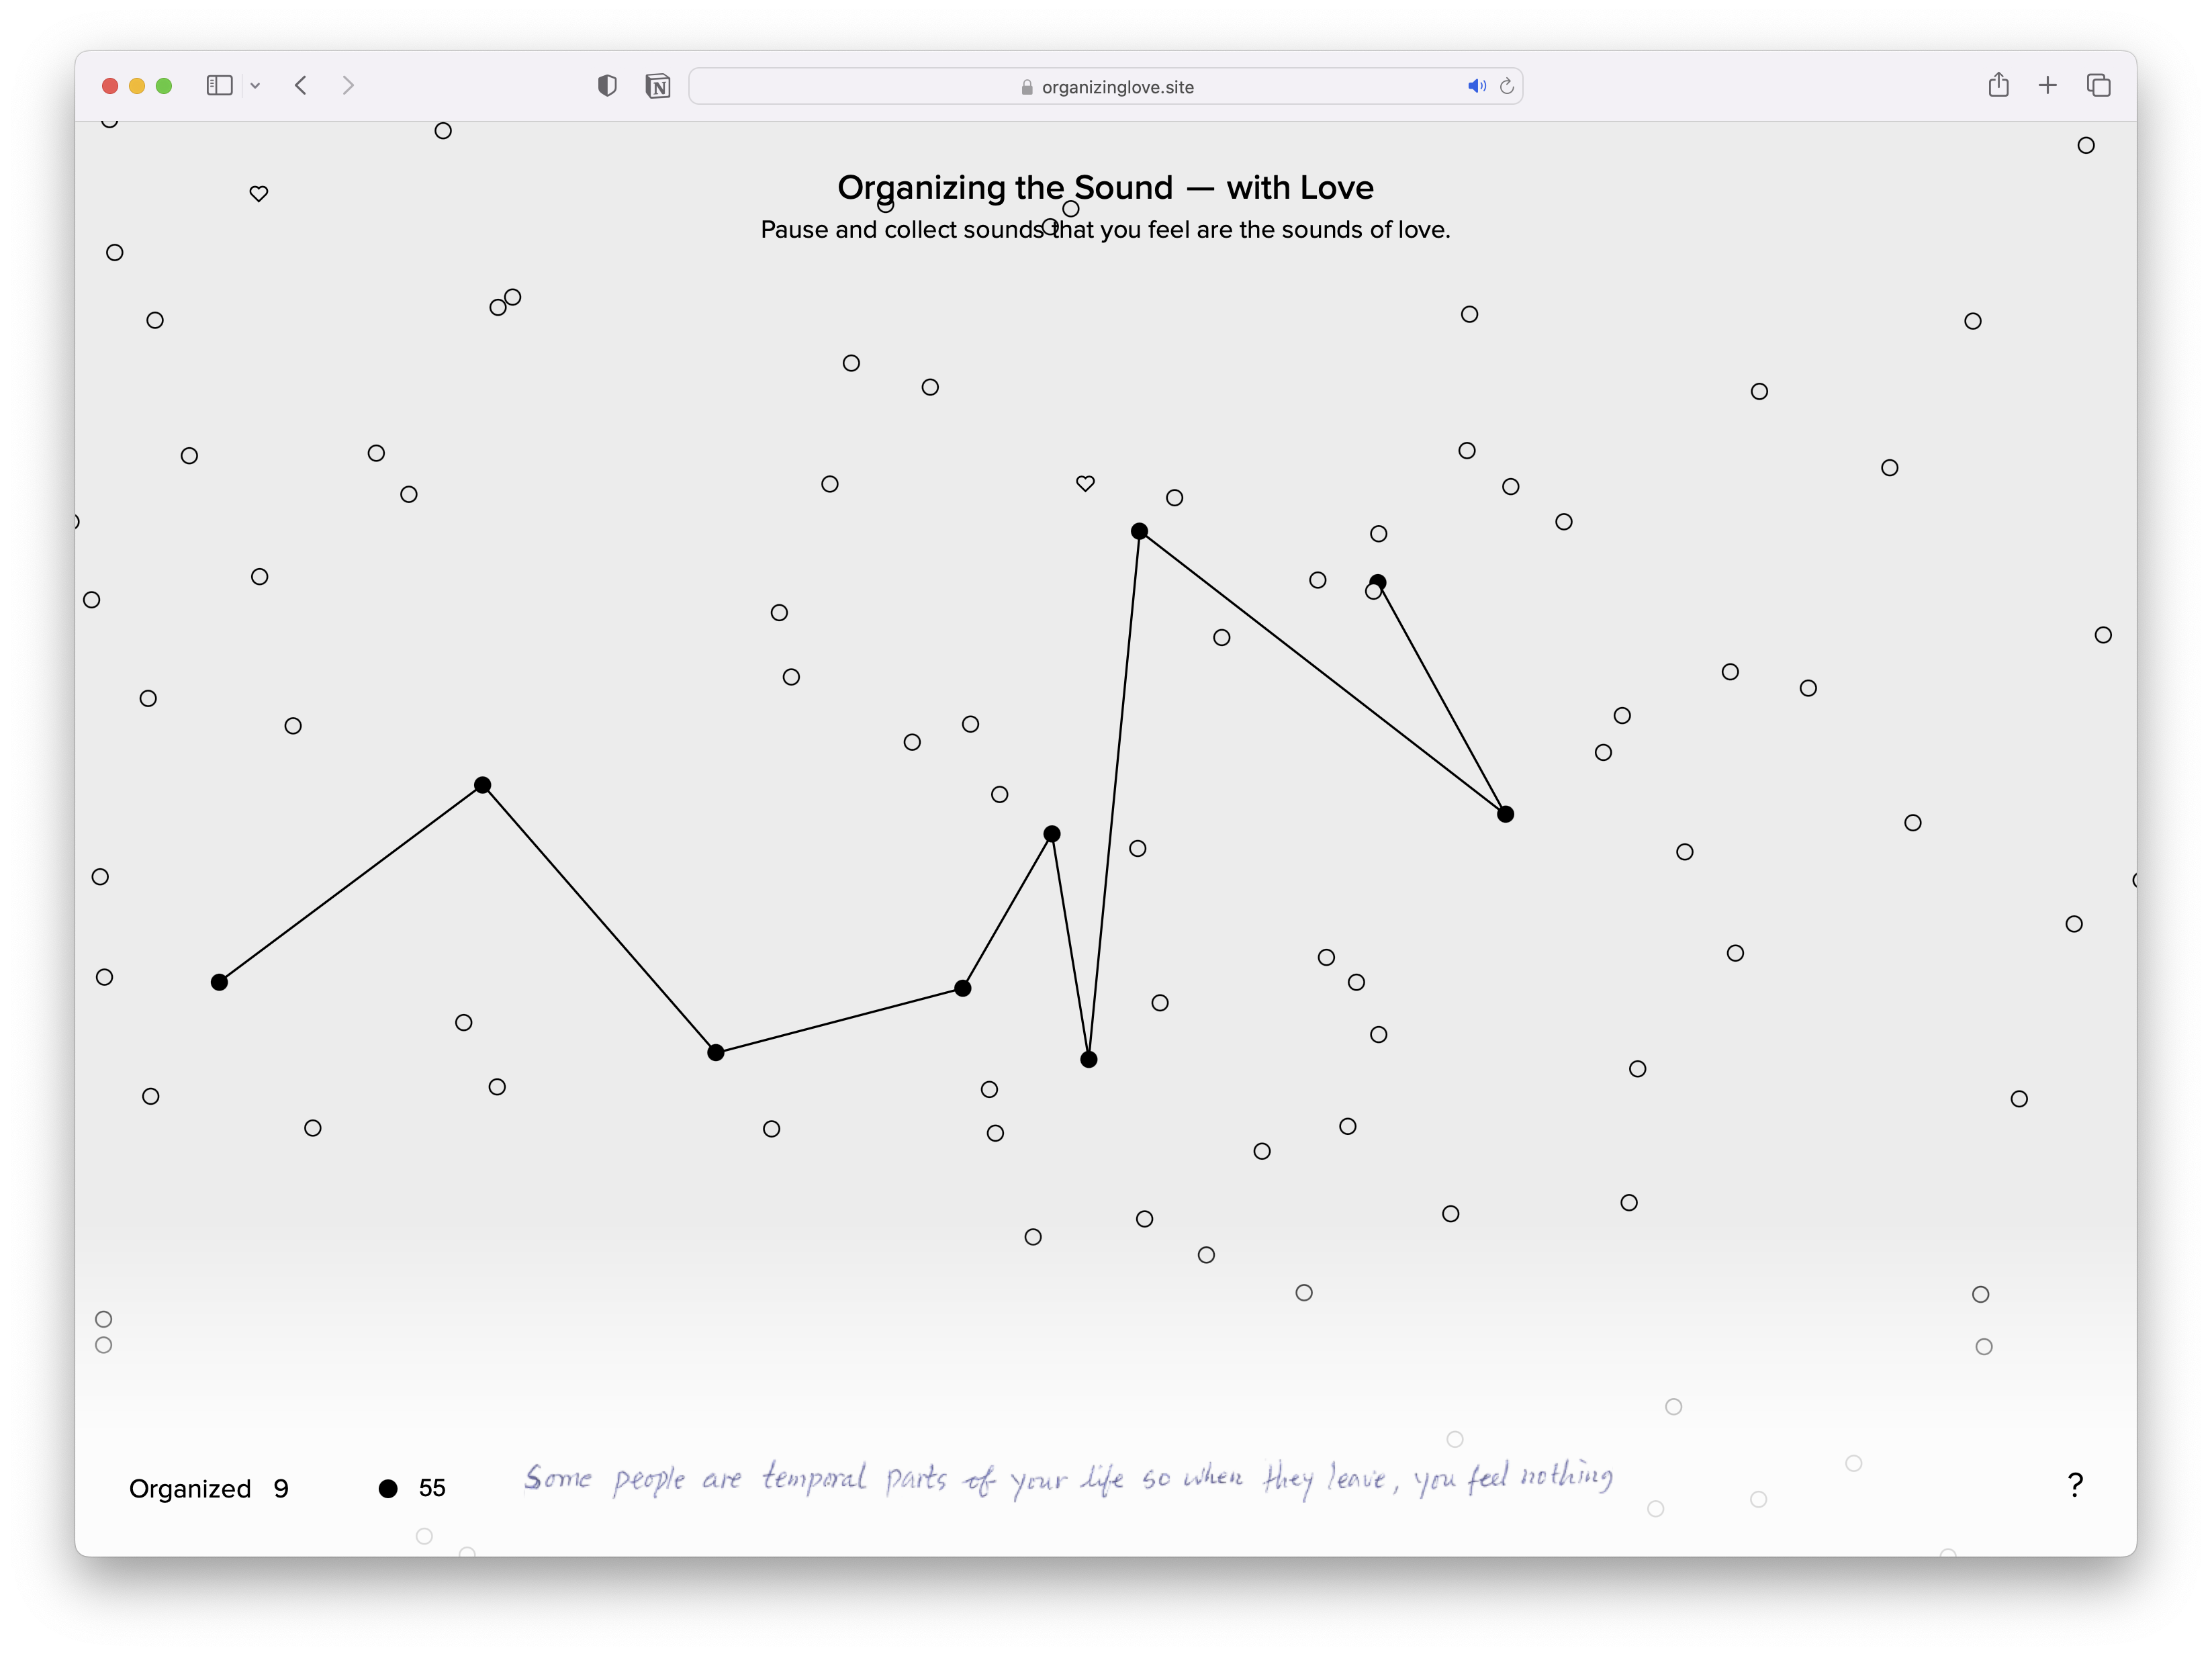 organizinglove.site
Organizing the Sound — with Love
Pause and collect sounds that you feel are the sounds of love.
Organized 9
55
Some people are temporal parts of your life so when they leave, you feel nothing
?